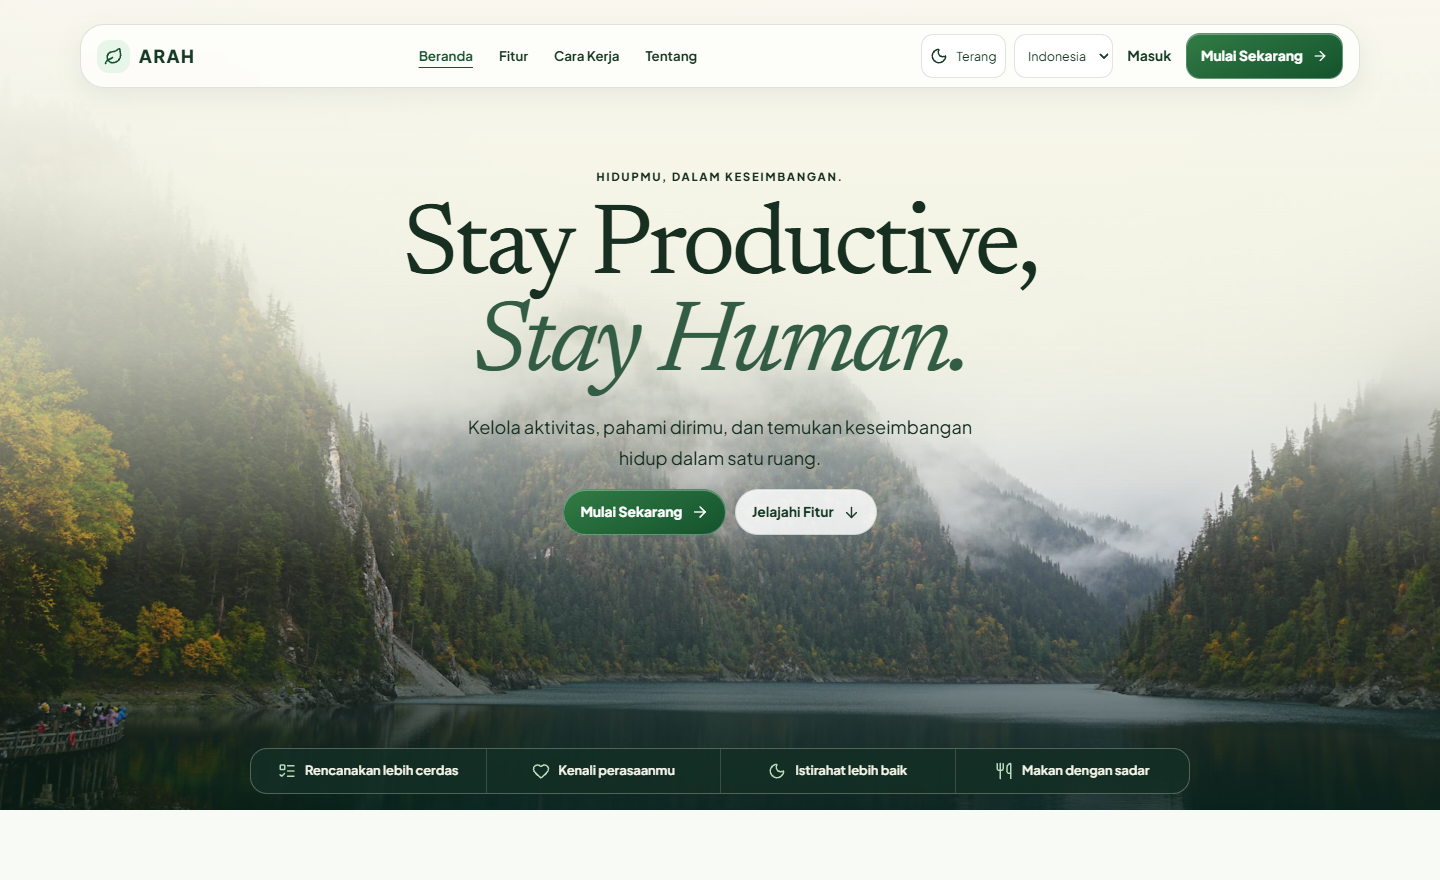 ARAH
Beranda
Fitur
Cara Kerja
Tentang
Terang
Indonesia
Masuk
Mulai Sekarang
HIDUPMU, DALAM KESEIMBANGAN.
Stay Productive,
Stay Human.
Kelola aktivitas, pahami dirimu, dan temukan keseimbangan
hidup dalam satu ruang.
Mulai Sekarang
Jelajahi Fitur
Rencanakan lebih cerdas
Kenali perasaanmu
Istirahat lebih baik
Makan dengan sadar